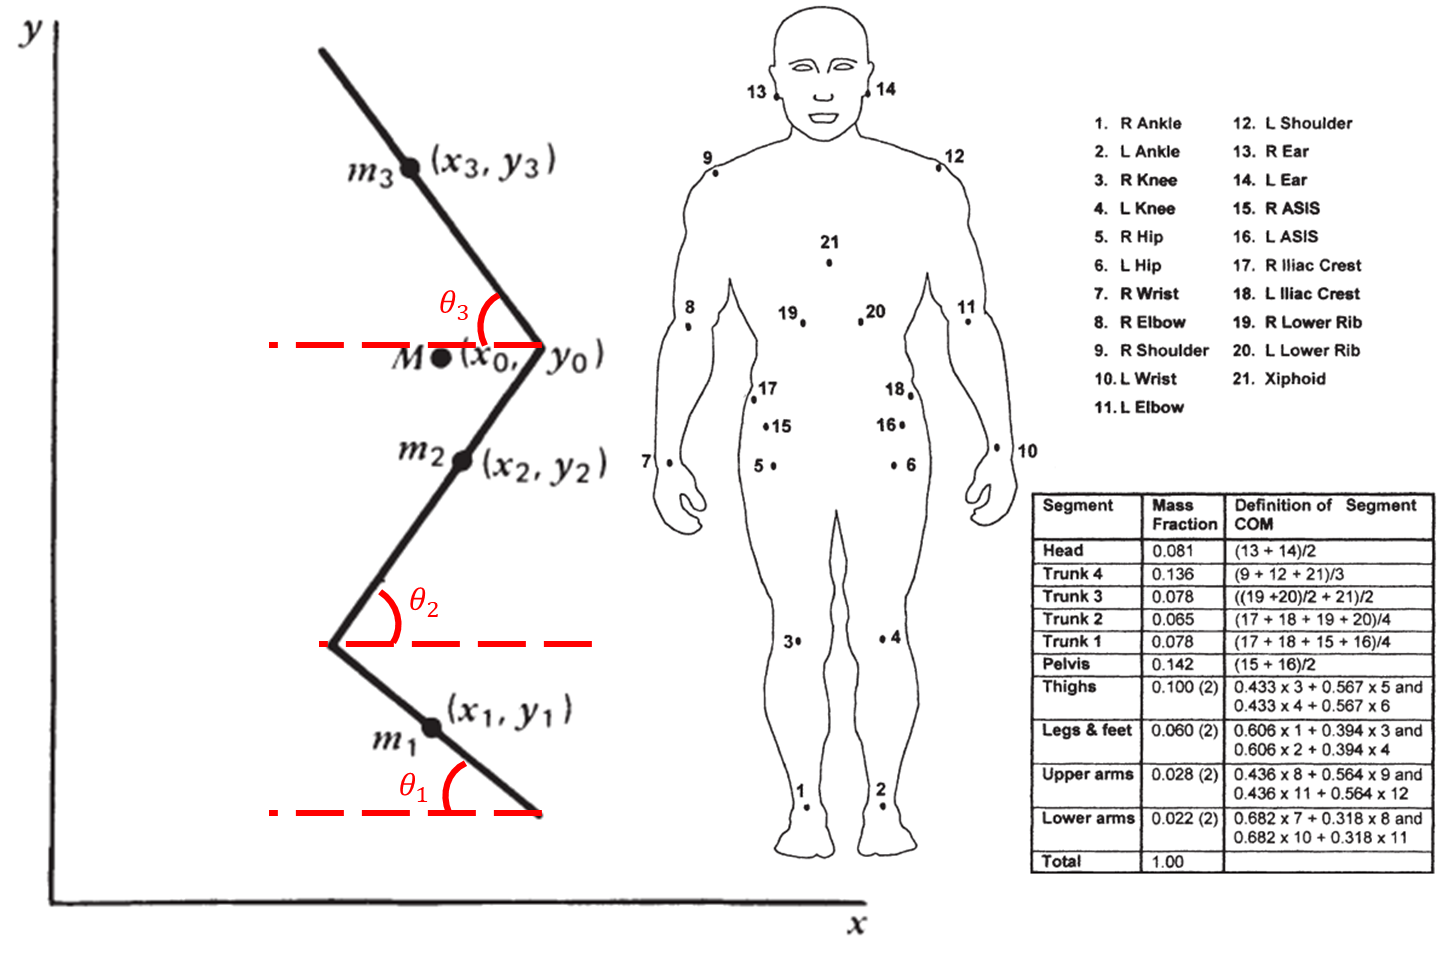 y
m3 (x3, y3)
θ3
M (x0, y0)
m2 (x2, y2)
θ2
(x1, y1)
m1
θ1
x
13
14
9
12
21
8
19
20
11
17
18
15
16
7
5
6
10
3
4
1
2
1. R Ankle
2. L Ankle
3. R Knee
4. L Knee
5. R Hip
6. L Hip
7. R Wrist
8. R Elbow
9. R Shoulder
10. L Wrist
11. L Elbow
12. L Shoulder
13. R Ear
14. L Ear
15. R ASIS
16. L ASIS
17. R Iliac Crest
18. L Iliac Crest
19. R Lower Rib
20. L Lower Rib
21. Xiphoid
Segment Mass Fraction Definition of Segment COM
Head 0.081 (13 + 14)/2
Trunk 4 0.136 (9 + 12 + 21)/3
Trunk 3 0.078 ((19 +20)/2 + 21)/2
Trunk 2 0.065 (17 + 18 + 19 + 20)/4
Trunk 1 0.078 (17 + 18 + 15 + 16)/4
Pelvis 0.142 (15 + 16)/2
Thighs 0.100 (2) 0.433 x 3 + 0.567 x 5 and
0.433 x 4 + 0.567 x 6
Legs & feet 0.060 (2) 0.606 x 1 + 0.394 x 3 and
0.606 x 2 + 0.394 x 4
Upper arms 0.028 (2) 0.436 x 8 + 0.564 x 9 and
0.436 x 11 + 0.564 x 12
Lower arms 0.022 (2) 0.682 x 7 + 0.318 x 8 and
0.682 x 10 + 0.318 x 11
Total 1.00